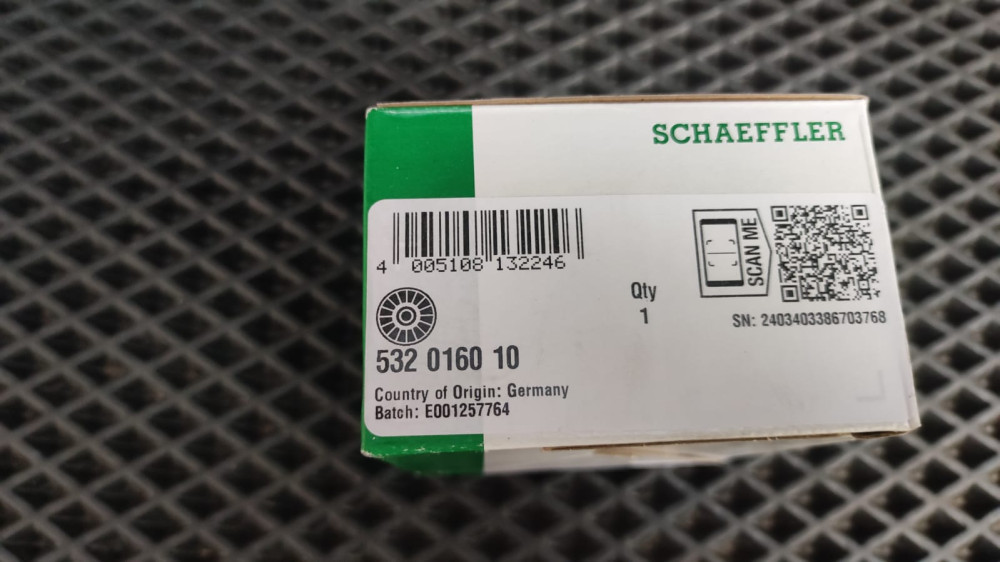 SCHAEFFLER
4 005108 132246
SCAN ME
Qty
1
SN: 2403403386703768
532 0160 10
Country of Origin: Germany
Batch: E001257764